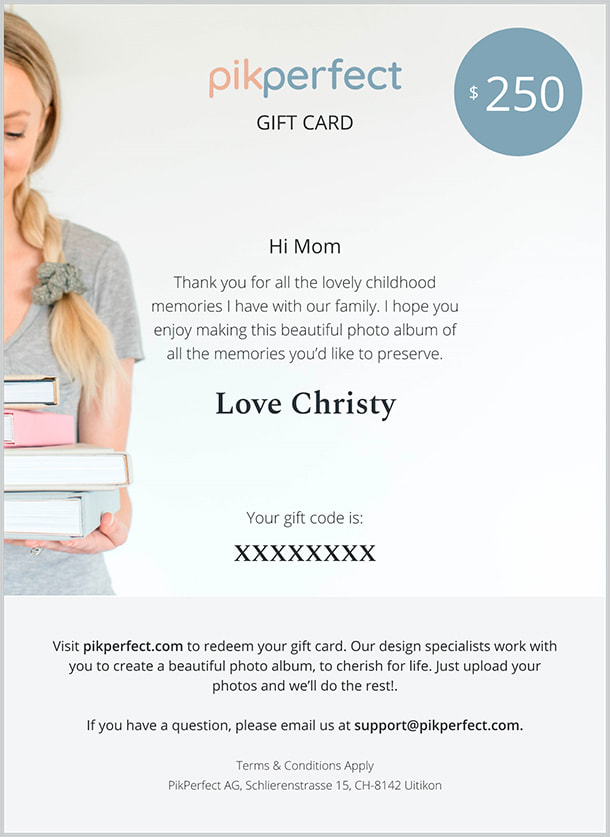 pikperfect
$ 250
GIFT CARD
Hi Mom
Thank you for all the lovely childhood
memories I have with our family. I hope you
enjoy making this beautiful photo album of
all the memories you’d like to preserve.
Love Christy
Your gift code is:
XXXXXXXX
Visit pikperfect.com to redeem your gift card. Our design specialists work with
you to create a beautiful photo album, to cherish for life. Just upload your
photos and we’ll do the rest!.
If you have a question, please email us at support@pikperfect.com.
Terms & Conditions Apply
PikPerfect AG, Schlierenstrasse 15, CH-8142 Uitikon